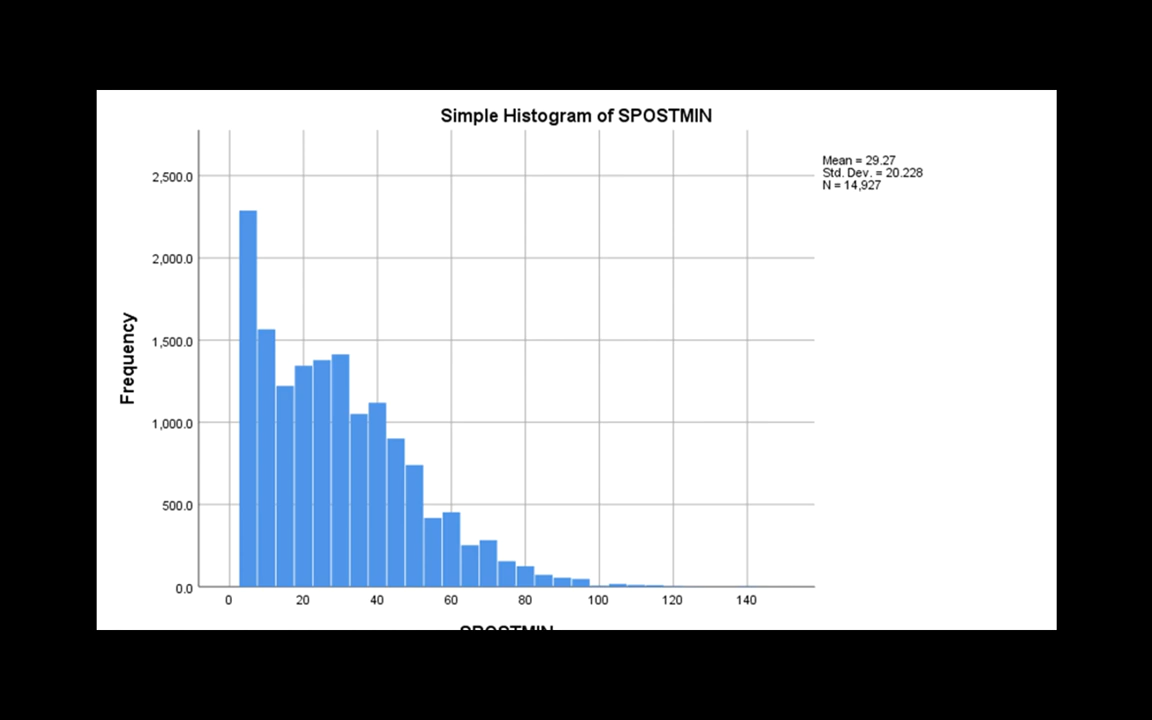 Simple Histogram of SPOSTMIN
Mean = 29.27
Std. Dev. = 20.228
N = 14,927
Frequency
2,500.0
2,000.0
1,500.0
1,000.0
500.0
0.0
0 20 40 60 80 100 120 140
SPOSTMIN